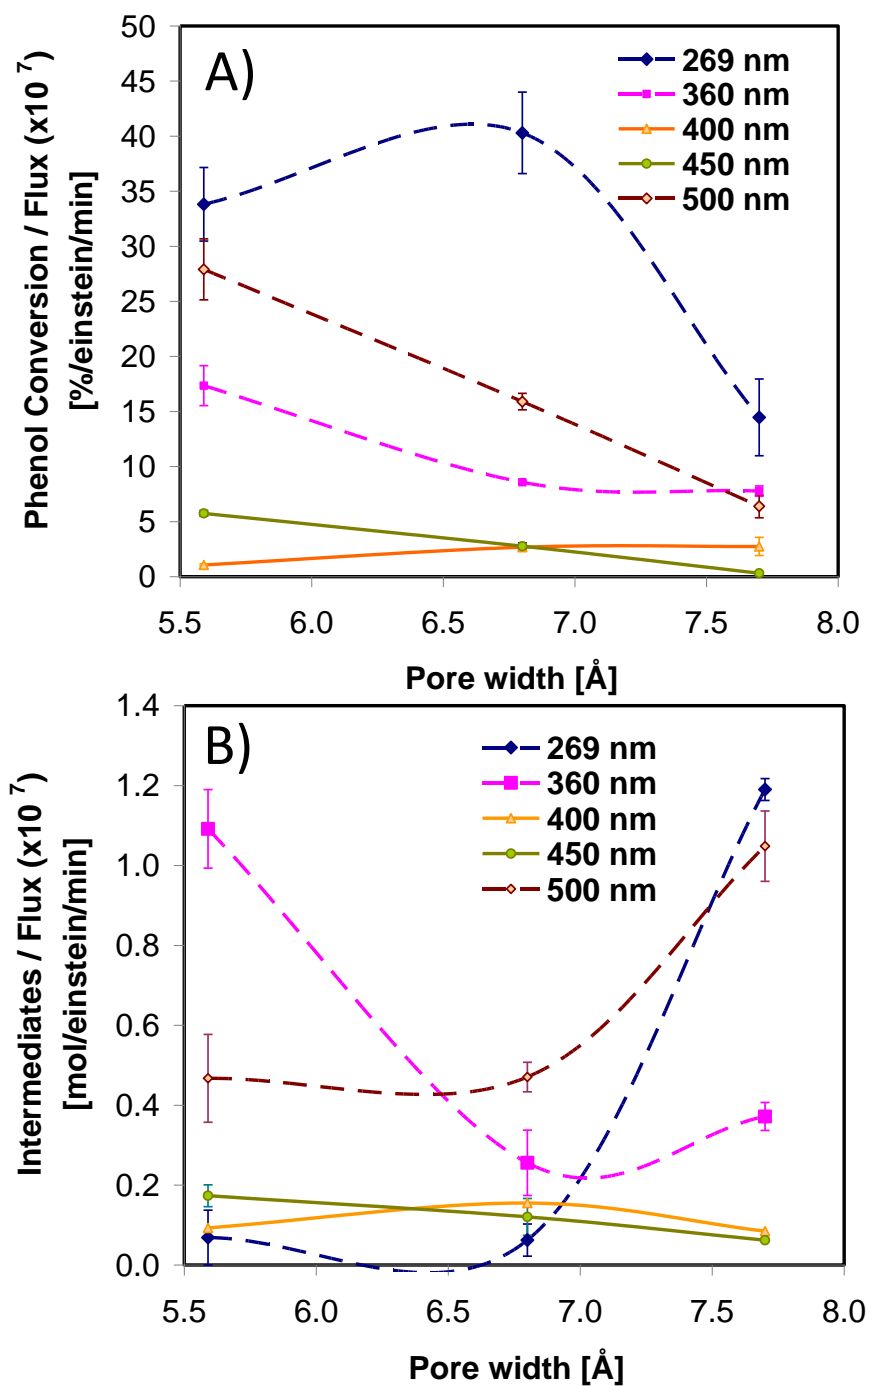 A)
269 nm
360 nm
400 nm
450 nm
500 nm
Phenol Conversion / Flux (x10 7)
[%/einstein/min]
50
45
40
35
30
25
20
15
10
5
0
5.5 6.0 6.5 7.0 7.5 8.0
Pore width [Å]
B)
269 nm
360 nm
400 nm
450 nm
500 nm
Intermediates / Flux (x10 7)
[mol/einstein/min]
1.4
1.2
1.0
0.8
0.6
0.4
0.2
0.0
5.5 6.0 6.5 7.0 7.5 8.0
Pore width [Å]